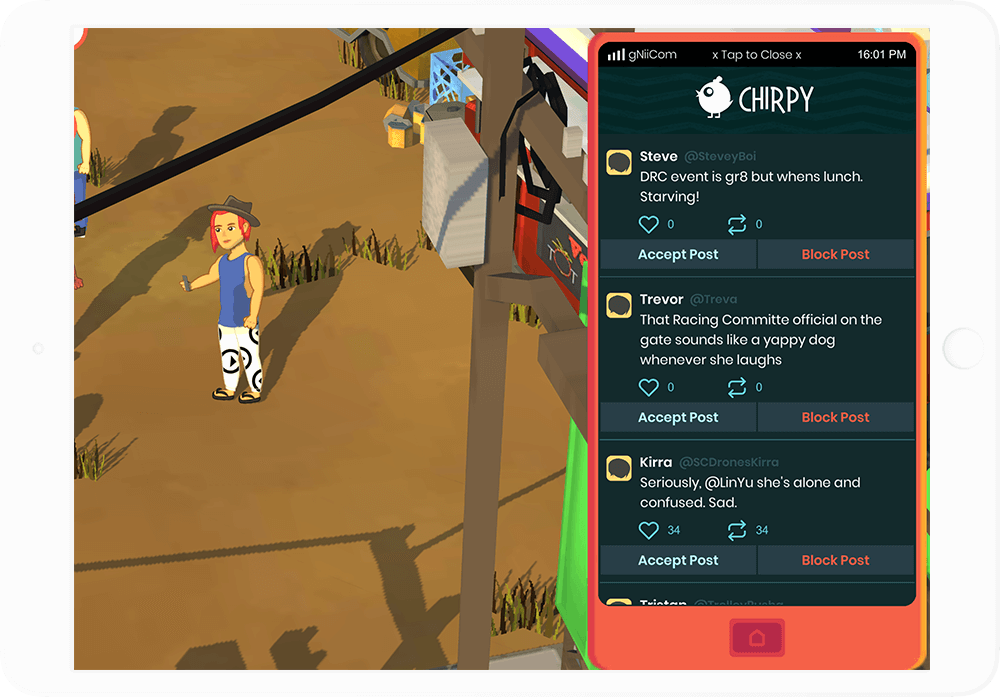 gNiiCom x Tap to Close x 16:01 PM
CHIRPY
Steve @SteveyBoi
DRC event is gr8 but whens lunch.
Starving!
0 0
Accept Post Block Post
Trevor @Treva
That Racing Committe official on the
gate sounds like a yappy dog
whenever she laughs
0 0
Accept Post Block Post
Kirra @SCDronesKirra
Seriously, @LinYu she's alone and
confused. Sad.
34 34
Accept Post Block Post
Tristan